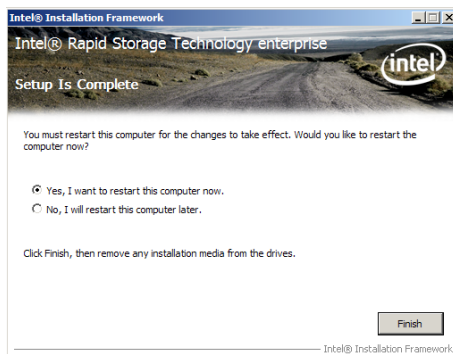 Intel® Installation Framework
Intel® Rapid Storage Technology enterprise
intel
Setup Is Complete
You must restart this computer for the changes to take effect. Would you like to restart the
computer now?
Yes, I want to restart this computer now.
No, I will restart this computer later.
Click Finish, then remove any installation media from the drives.
Finish
Intel® Installation Framework